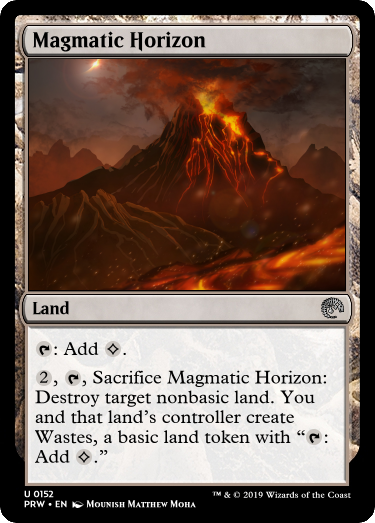 Magmatic Horizon
Land
: Add .
2, , Sacrifice Magmatic Horizon:
Destroy target nonbasic land. You
and that land's controller create
Wastes, a basic land token with “:
Add .”
U 0152
PRW • EN Mounish Matthew Moha
™ & © 2019 Wizards of the Coast